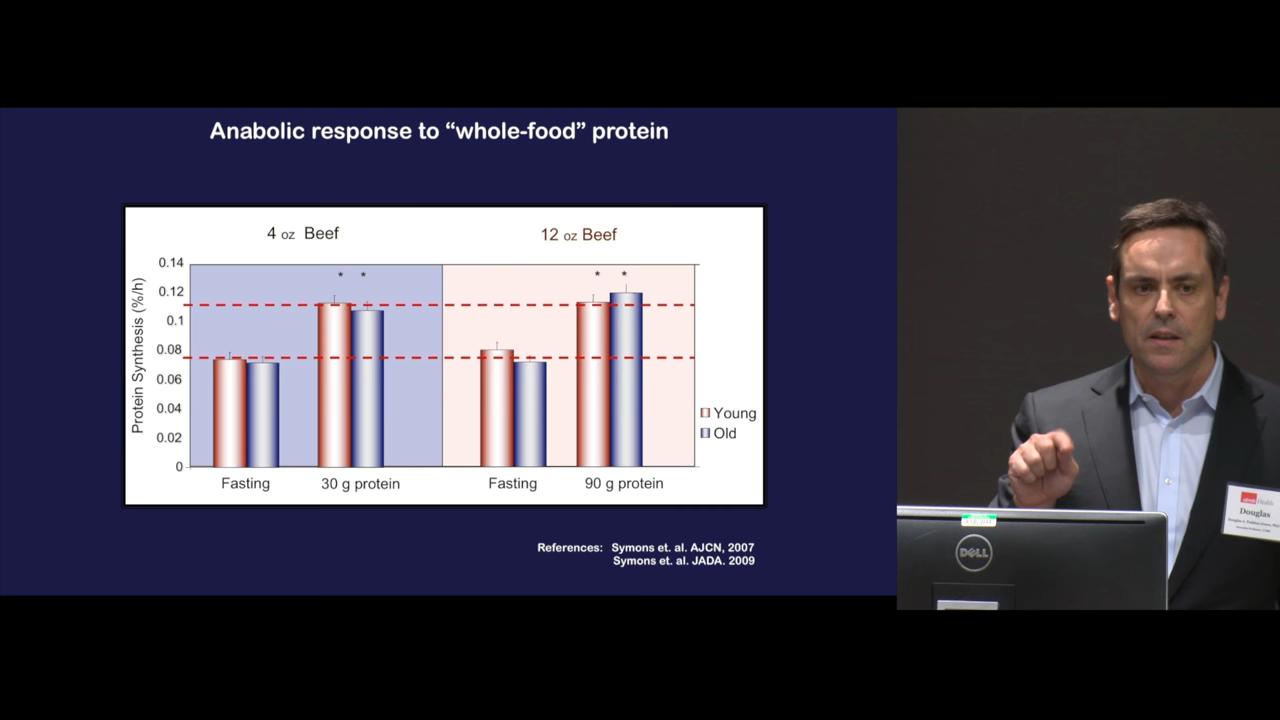 Anabolic response to “whole-food” protein
4 oz Beef
12 oz Beef
Protein Synthesis (%/h)
0.14
0.12
0.1
0.08
0.06
0.04
0.02
0
* *
* *
Fasting
30 g protein
Fasting
90 g protein
Young
Old
References: Symons et. al. AJCN, 2007
Symons et. al. JADA. 2009
Health
Douglas
DELL